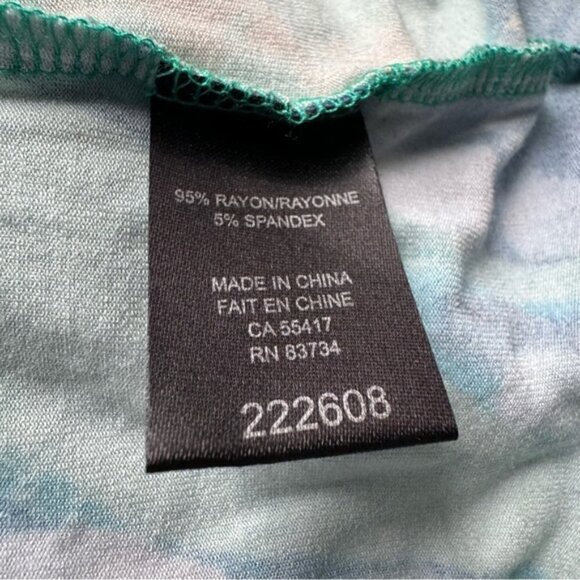 95% RAYON/RAYONNE
5% SPANDEX
MADE IN CHINA
FAIT EN CHINE
CA 55417
RN 83734
222608